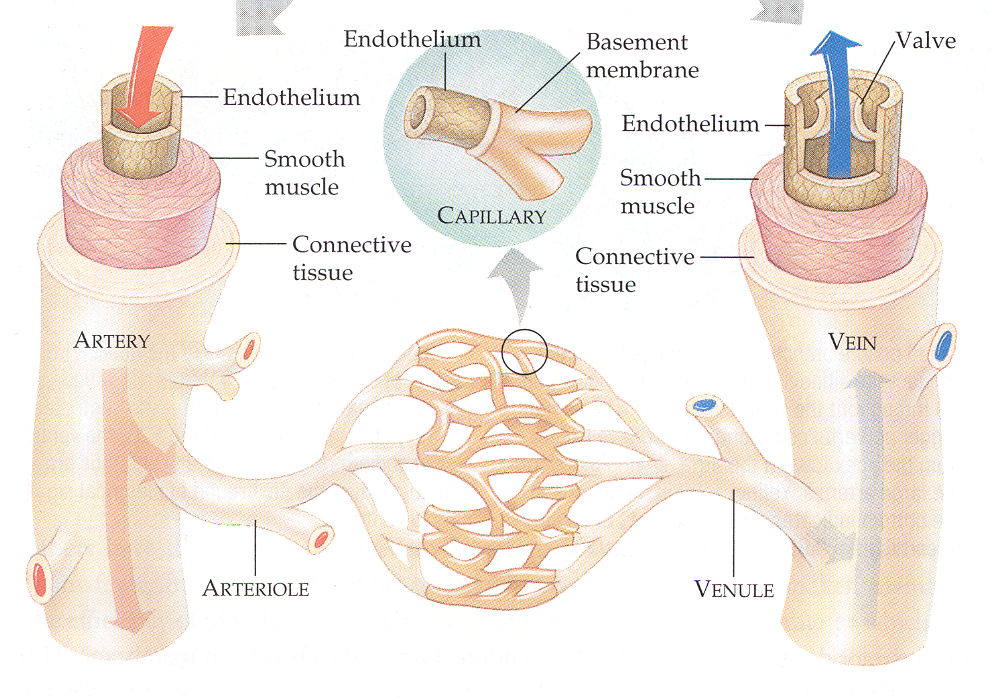 Endothelium
Smooth
muscle
Connective
tissue
ARTERY
ARTERIOLE
Endothelium
Basement
membrane
CAPILLARY
Valve
Endothelium
Smooth
muscle
Connective
tissue
VEIN
VENULE